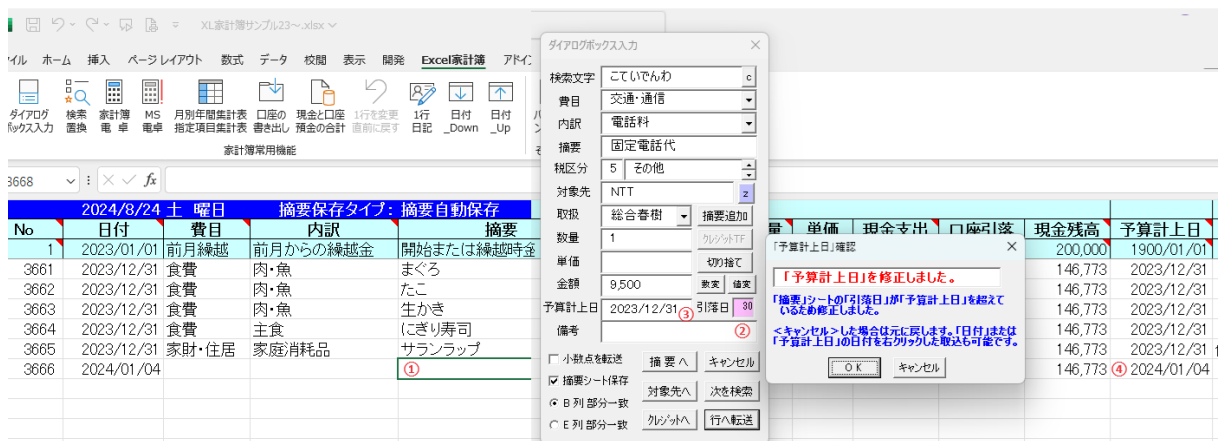 XL家計簿サンプル23～.xlsx
イル ホーム 挿入 ページ レイアウト 数式 データ 校閲 表示 開発 Excel家計簿 アドイ
ダイアログ ボックス入力
検索 置換
家計簿 電 卓
MS 電卓
月別年間集計表 指定項目集計表
口座の 書き出し
現金と口座 預金の合計
1行を変更 直前に戻す
1行 日記
日付 _Down
日付 _Up
家計簿常用機能
3668 fx
2024/8/24 土 曜日 摘要保存タイプ: 摘要自動保存
No 日付 費目 内訳 摘要 量 単価 現金支出 口座引落 現金残高 予算計上日
1 2023/01/01 前月繰越 前月からの繰越金 開始または繰越時金 200,000 1900/01/01
3661 2023/12/31 食費 肉・魚 まぐろ 146,773 2023/12/31
3662 2023/12/31 食費 肉・魚 たこ 146,773 2023/12/31
3663 2023/12/31 食費 肉・魚 生かき 146,773 2023/12/31
3664 2023/12/31 食費 主食 にぎり寿司 146,773 2023/12/31
3665 2023/12/31 家財・住居 家庭消耗品 サランラップ 146,773 2023/12/31
3666 2024/01/04 ① 146,773 ④ 2024/01/04
ダイアログボックス入力
検索文字 こていでんわ c
費目 交通・通信
内訳 電話料
摘要 固定電話代
税区分 5 その他
対象先 NTT z
取扱 総合春樹 摘要追加
数量 1 クレジットTF
単価 切り捨て
金額 9,500 数変 値変
予算計上日 2023/12/31 ③ 引落日 30
備考 ②
小数点を転送 摘要へ キャンセル
摘要シート保存
対象先へ 次を検索
B 列 部分一致
E 列 部分一致 クレジットへ 行へ転送
「予算計上日」確認
「予算計上日」を修正しました。
「摘要」シートの「引落日」が「予算計上日」を超えて
いるため修正しました。
＜キャンセル＞した場合は元に戻します。「日付」または
「予算計上日」の日付を右クリックした取込も可能です。
OK キャンセル